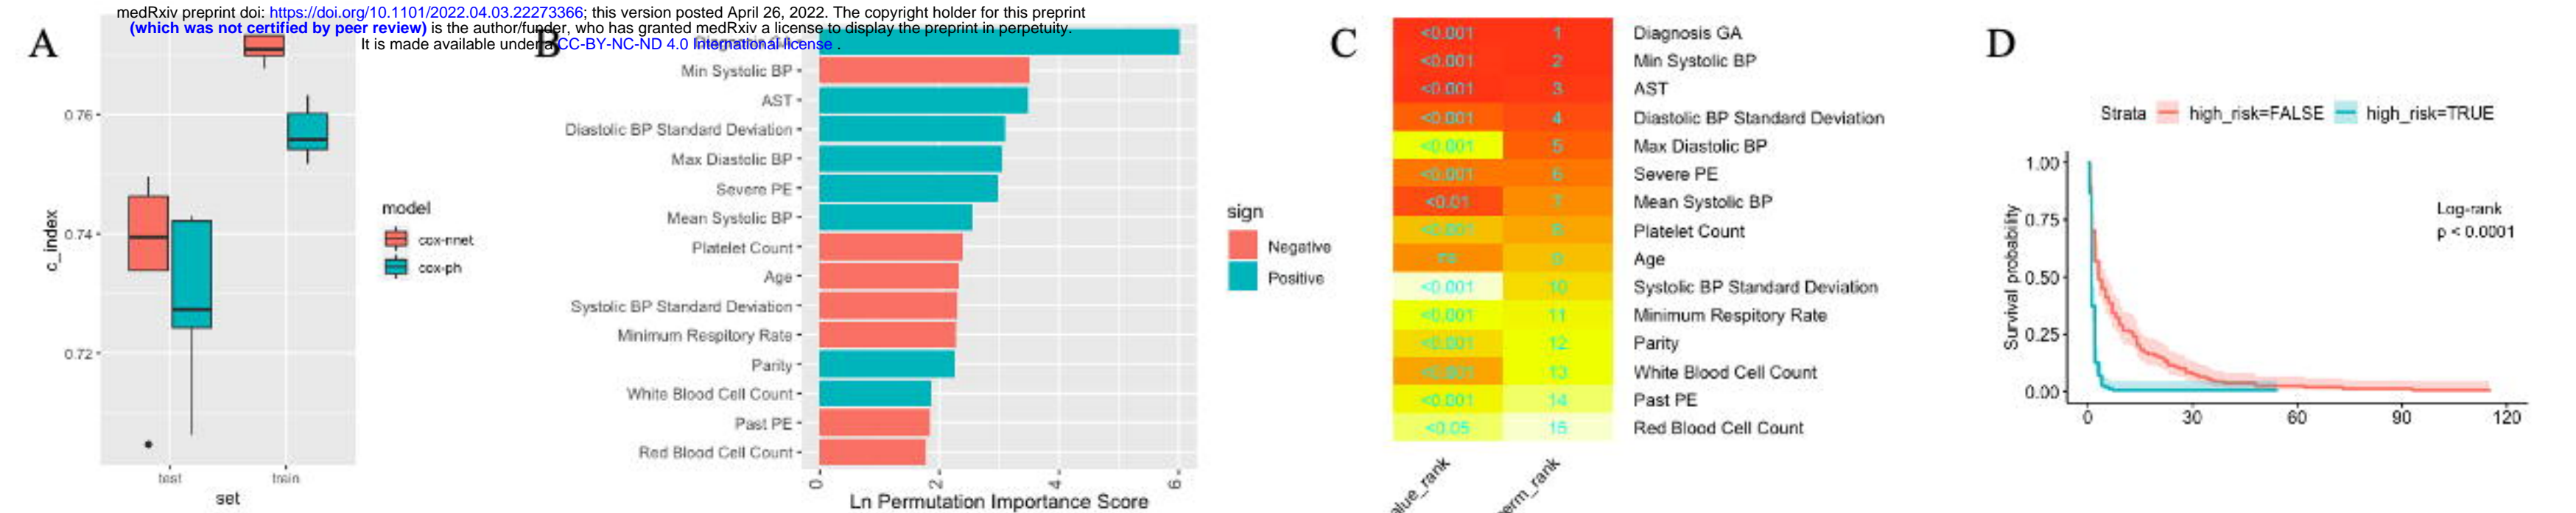 medRxiv preprint doi: https://doi.org/10.1101/2022.04.03.22273366; this version posted April 26, 2022. The copyright holder for this preprint
(which was not certified by peer review) is the author/funder, who has granted medRxiv a license to display the preprint in perpetuity.
It is made available under a CC-BY-NC-ND 4.0 International license .
A
0.76
0.74
0.72
c_index
test
train
set
model
cox-nnet
cox-ph
B
Diagnosis GA
Min Systolic BP
AST
Diastolic BP Standard Deviation
Max Diastolic BP
Severe PE
Mean Systolic BP
Platelet Count
Age
Systolic BP Standard Deviation
Minimum Respitory Rate
Parity
White Blood Cell Count
Past PE
Red Blood Cell Count
0
2
4
6
Ln Permutation Importance Score
sign
Negative
Positive
C
<0.001 1 Diagnosis GA
<0.001 2 Min Systolic BP
<0.001 3 AST
<0.001 4 Diastolic BP Standard Deviation
<0.001 5 Max Diastolic BP
<0.001 6 Severe PE
<0.01 7 Mean Systolic BP
<0.001 8 Platelet Count
ns 9 Age
<0.001 10 Systolic BP Standard Deviation
<0.001 11 Minimum Respitory Rate
<0.001 12 Parity
<0.001 13 White Blood Cell Count
<0.001 14 Past PE
<0.05 15 Red Blood Cell Count
alue_rank
erm_rank
D
Strata high_risk=FALSE high_risk=TRUE
1.00
0.75
0.50
0.25
0.00
Survival probability
Log-rank
p < 0.0001
0
30
60
90
120